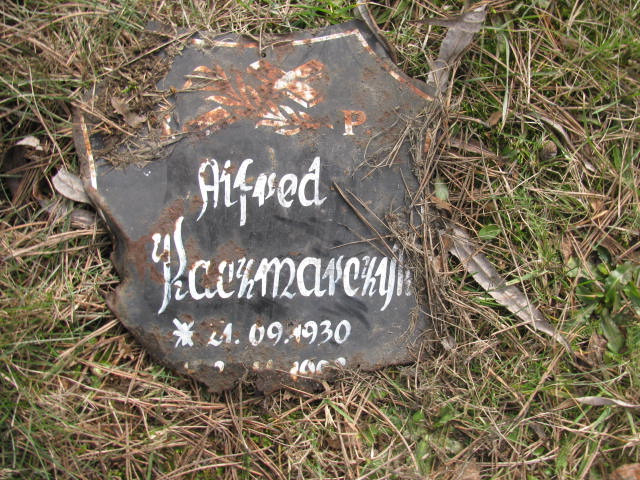 P
Alfred
Kaczmarczyk
* 21. 09. 1930